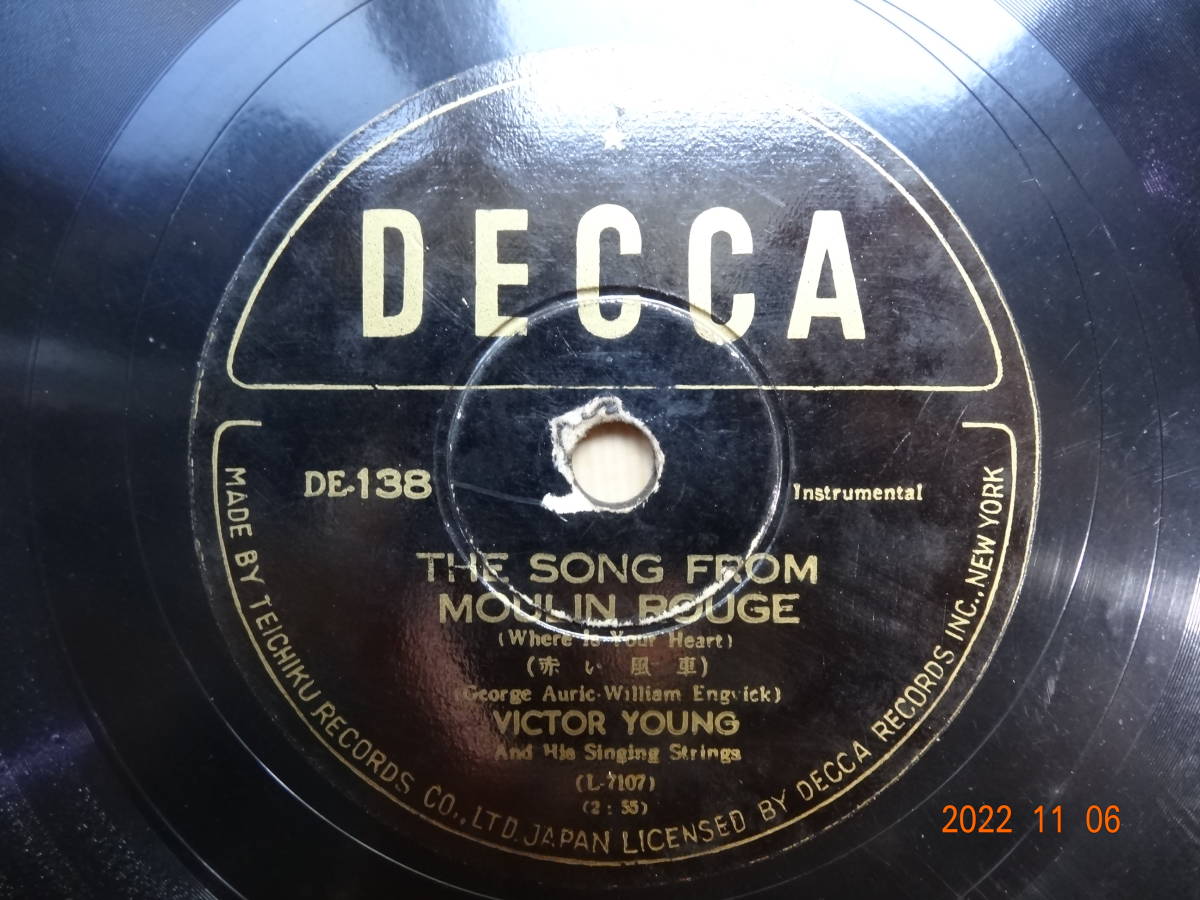 DECCA
DE-138
Instrumental
THE SONG FROM
MOULIN ROUGE
(Where Is Your Heart)
(赤い風車)
(George Auric-William Engvick)
VICTOR YOUNG
And His Singing Strings
(L-7107)
(2:55)
MADE BY TEICHIKU RECORDS CO., LTD. JAPAN LICENSED BY DECCA RECORDS INC., NEW YORK
2022 11 06